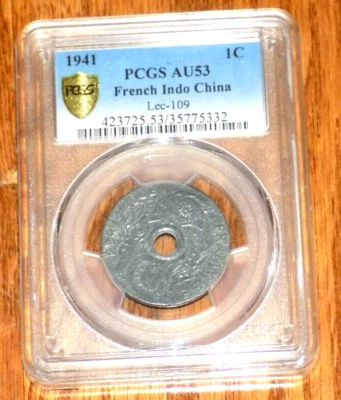 1941 1C
PCGS AU53
French Indo China
Lec-109
423725.53/35775332
PCGS